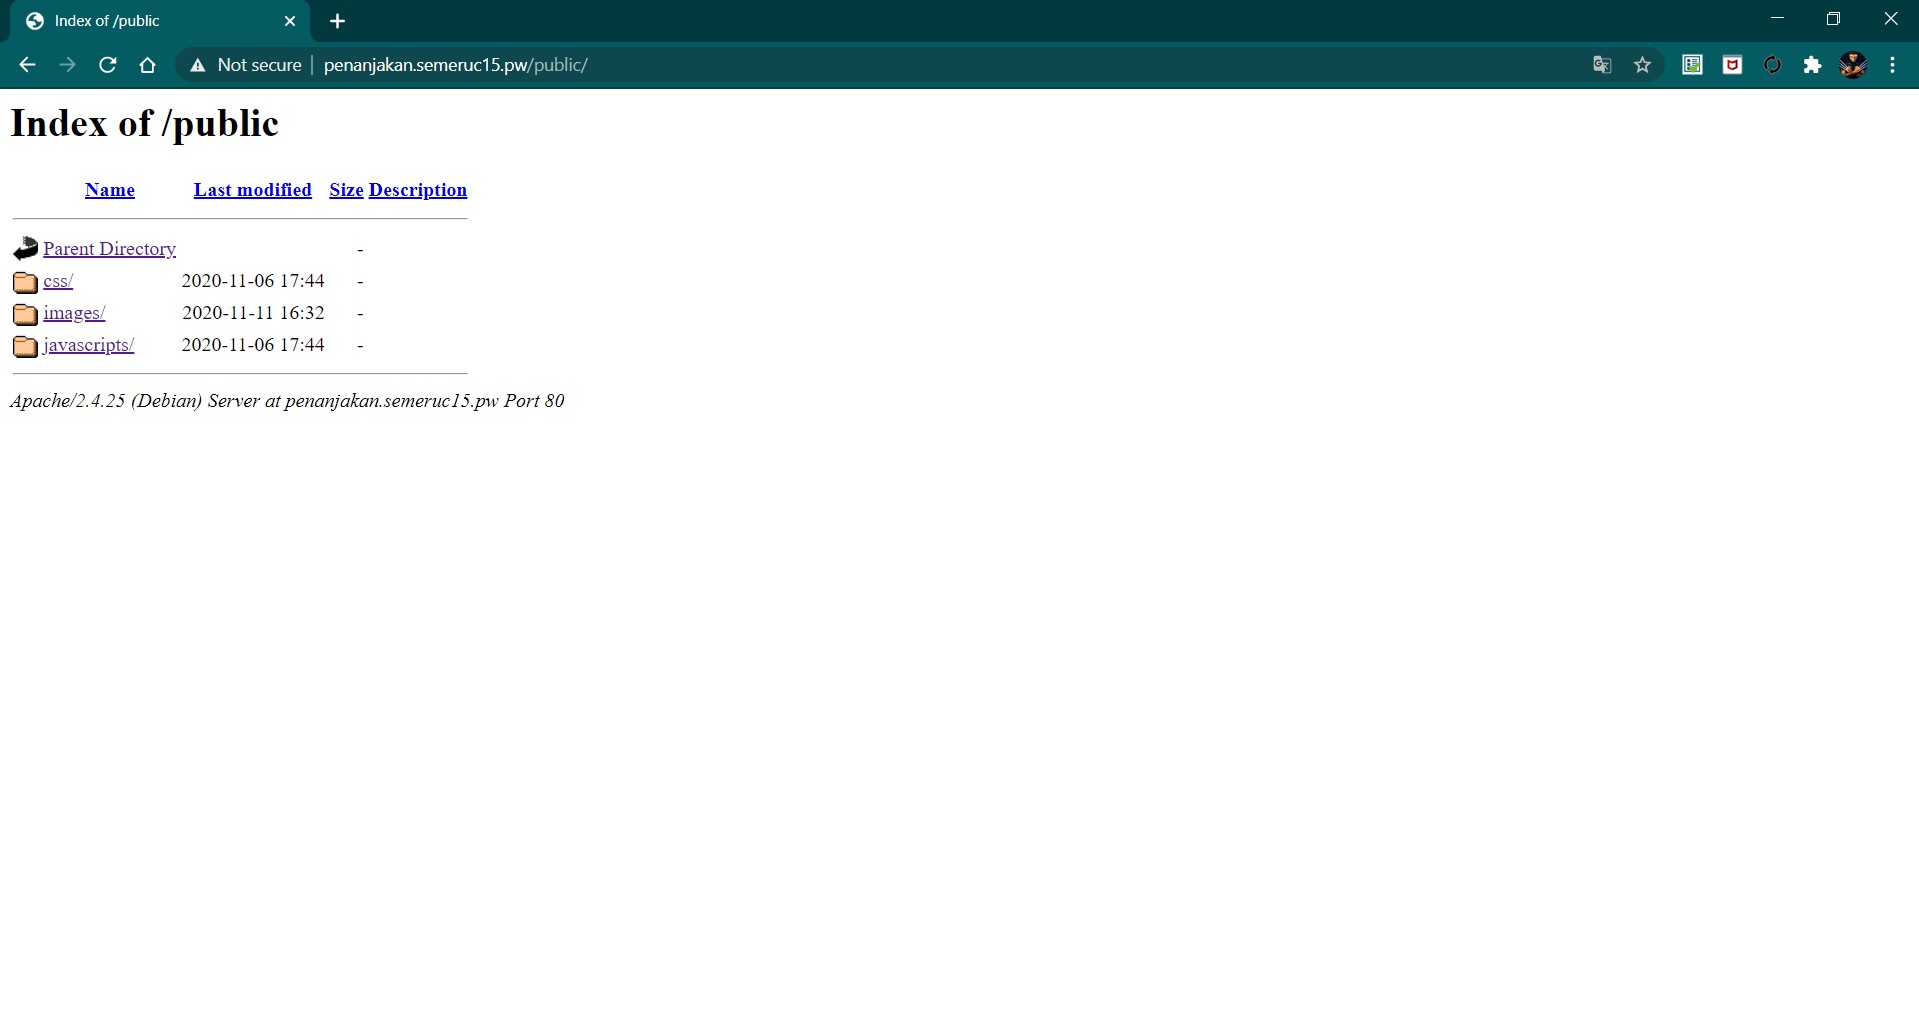 Index of /public
Not secure penanjakan.semeruc15.pw/public/
Index of /public
Name Last modified Size Description
Parent Directory -
css/ 2020-11-06 17:44 -
images/ 2020-11-11 16:32 -
javascripts/ 2020-11-06 17:44 -
Apache/2.4.25 (Debian) Server at penanjakan.semeruc15.pw Port 80